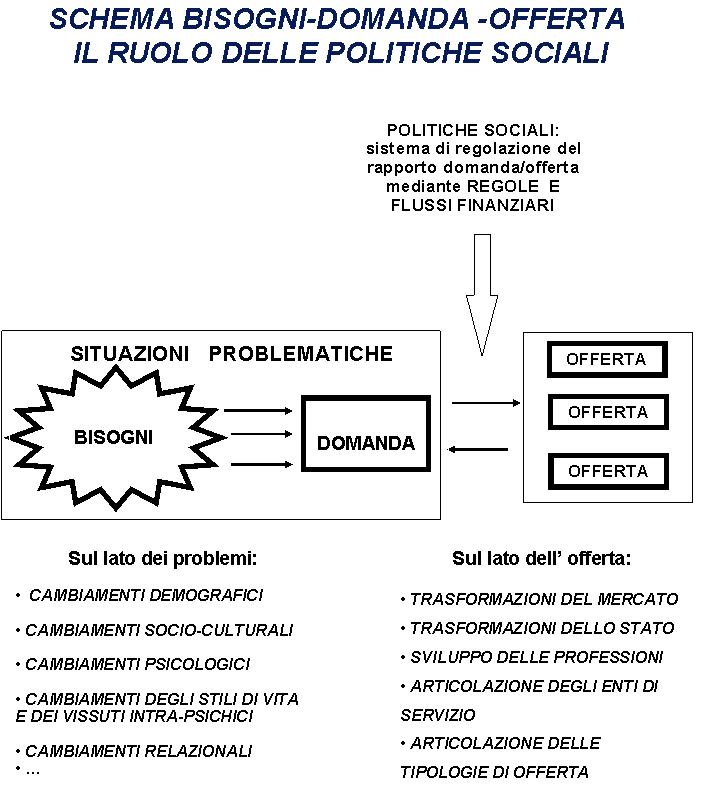 SCHEMA BISOGNI-DOMANDA -OFFERTA
IL RUOLO DELLE POLITICHE SOCIALI
POLITICHE SOCIALI:
sistema di regolazione del
rapporto domanda/offerta
mediante REGOLE E
FLUSSI FINANZIARI
SITUAZIONI PROBLEMATICHE
BISOGNI
DOMANDA
OFFERTA
OFFERTA
OFFERTA
Sul lato dei problemi:
• CAMBIAMENTI DEMOGRAFICI
• CAMBIAMENTI SOCIO-CULTURALI
• CAMBIAMENTI PSICOLOGICI
• CAMBIAMENTI DEGLI STILI DI VITA
E DEI VISSUTI INTRA-PSICHICI
• CAMBIAMENTI RELAZIONALI
• ...
Sul lato dell' offerta:
• TRASFORMAZIONI DEL MERCATO
• TRASFORMAZIONI DELLO STATO
• SVILUPPO DELLE PROFESSIONI
• ARTICOLAZIONE DEGLI ENTI DI
SERVIZIO
• ARTICOLAZIONE DELLE
TIPOLOGIE DI OFFERTA